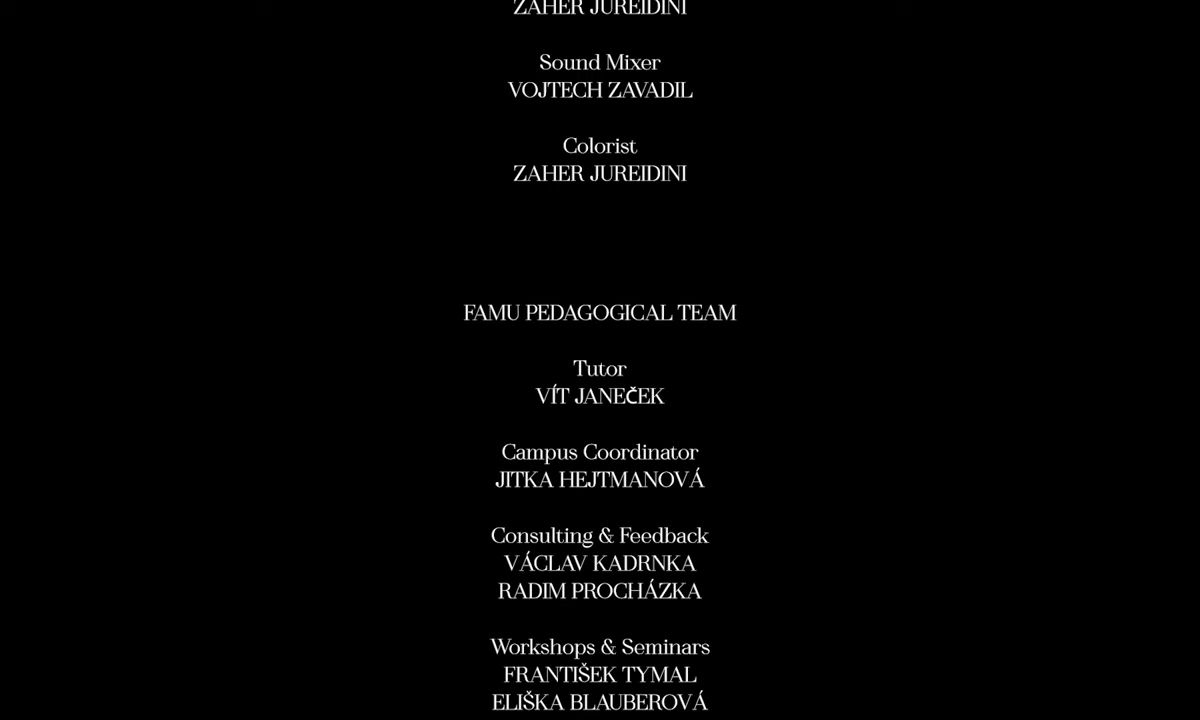 ZAHER JUREIDINI
Sound Mixer
VOJTECH ZAVADIL
Colorist
ZAHER JUREIDINI
FAMU PEDAGOGICAL TEAM
Tutor
VÍT JANEČEK
Campus Coordinator
JITKA HEJTMANOVÁ
Consulting & Feedback
VÁCLAV KADRNKA
RADIM PROCHÁZKA
Workshops & Seminars
FRANTIŠEK TYMAL
ELIŠKA BLAUBEROVÁ